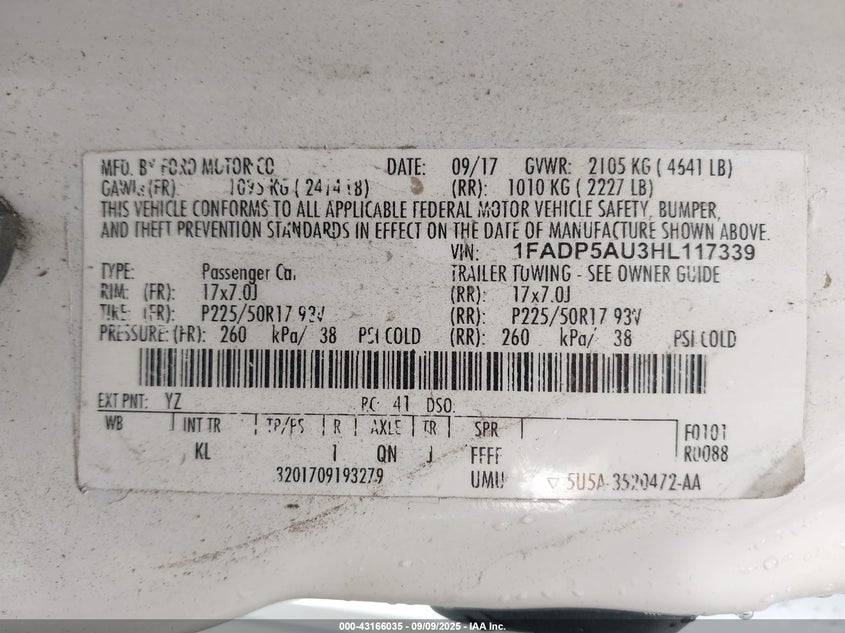 MFD. BY FORD MOTOR CO DATE: 09/17 GVWR: 2105 KG ( 4641 LB)
GAWR: (FR): 1095 KG ( 2414 LB) (RR): 1010 KG ( 2227 LB)
THIS VEHICLE CONFORMS TO ALL APPLICABLE FEDERAL MOTOR VEHICLE SAFETY, BUMPER,
AND THEFT PREVENTION STANDARDS IN EFFECT ON THE DATE OF MANUFACTURE SHOWN ABOVE.
VIN: 1FADP5AU3HL117339
TYPE: Passenger Car TRAILER TOWING - SEE OWNER GUIDE
RIM: (FR): 17x7.0J (RR): 17x7.0J
TIRE: (FR): P225/50R17 93V (RR): P225/50R17 93V
PRESSURE: (FR): 260 kPa/ 38 PSI COLD (RR): 260 kPa/ 38 PSI COLD
EXT PNT: YZ RC: 41 DSO:
WB INT TR TP/PS R AXLE TR SPR F0101
KL 1 QN J FFFF R0088
3201709193279 UMU ▽ 5U5A-3520472-AA
000-43166035 - 09/09/2025 - IAA Inc.